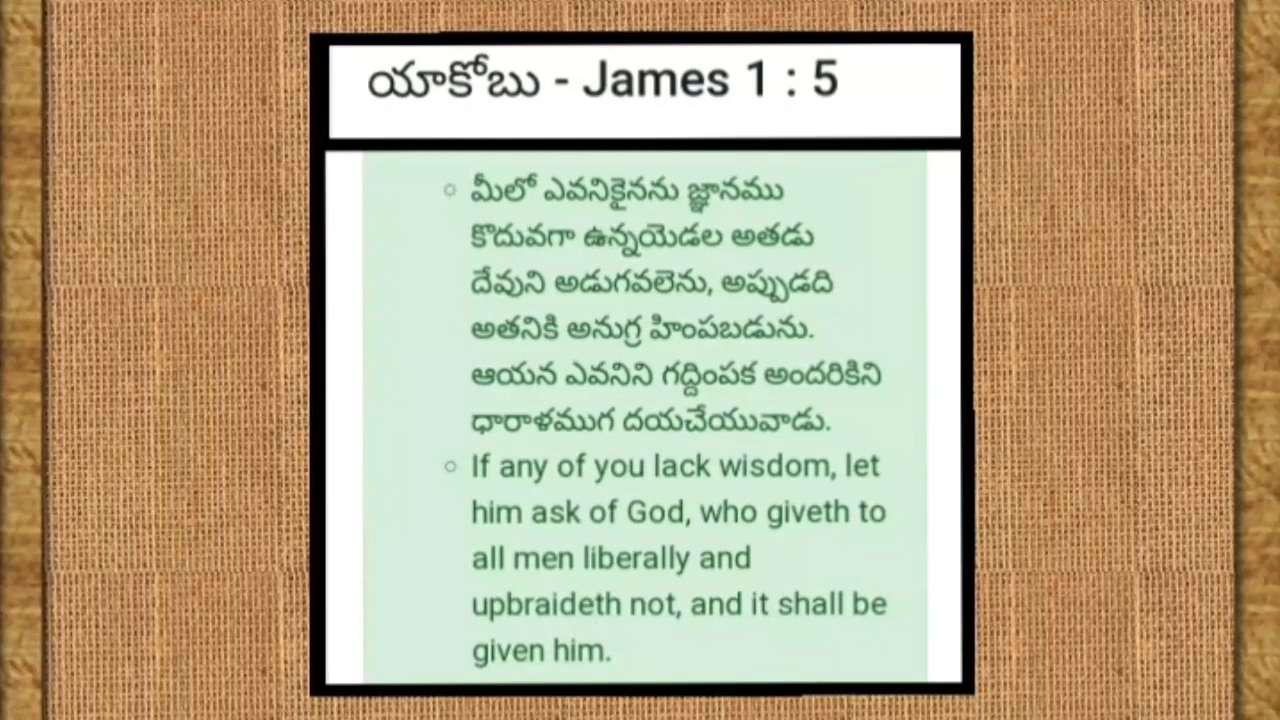 యాకోబు - James 1 : 5
మీలో ఎవనికైనను జ్ఞానము
కొదువగా ఉన్నయెడల అతడు
దేవుని అడుగవలెను, అప్పుడది
అతనికి అనుగ్ర హింపబడును.
ఆయన ఎవనిని గద్దింపక అందరికిని
ధారాళముగ దయచేయువాడు.
If any of you lack wisdom, let
him ask of God, who giveth to
all men liberally and
upbraideth not, and it shall be
given him.